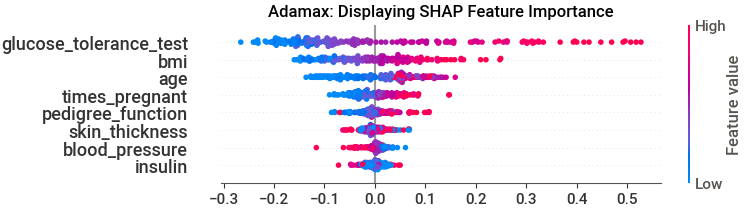 Adamax: Displaying SHAP Feature Importance
High
glucose_tolerance_test
bmi
age
times_pregnant
pedigree_function
skin_thickness
blood_pressure
insulin
Feature value
Low
−0.3 −0.2 −0.1 0.0 0.1 0.2 0.3 0.4 0.5